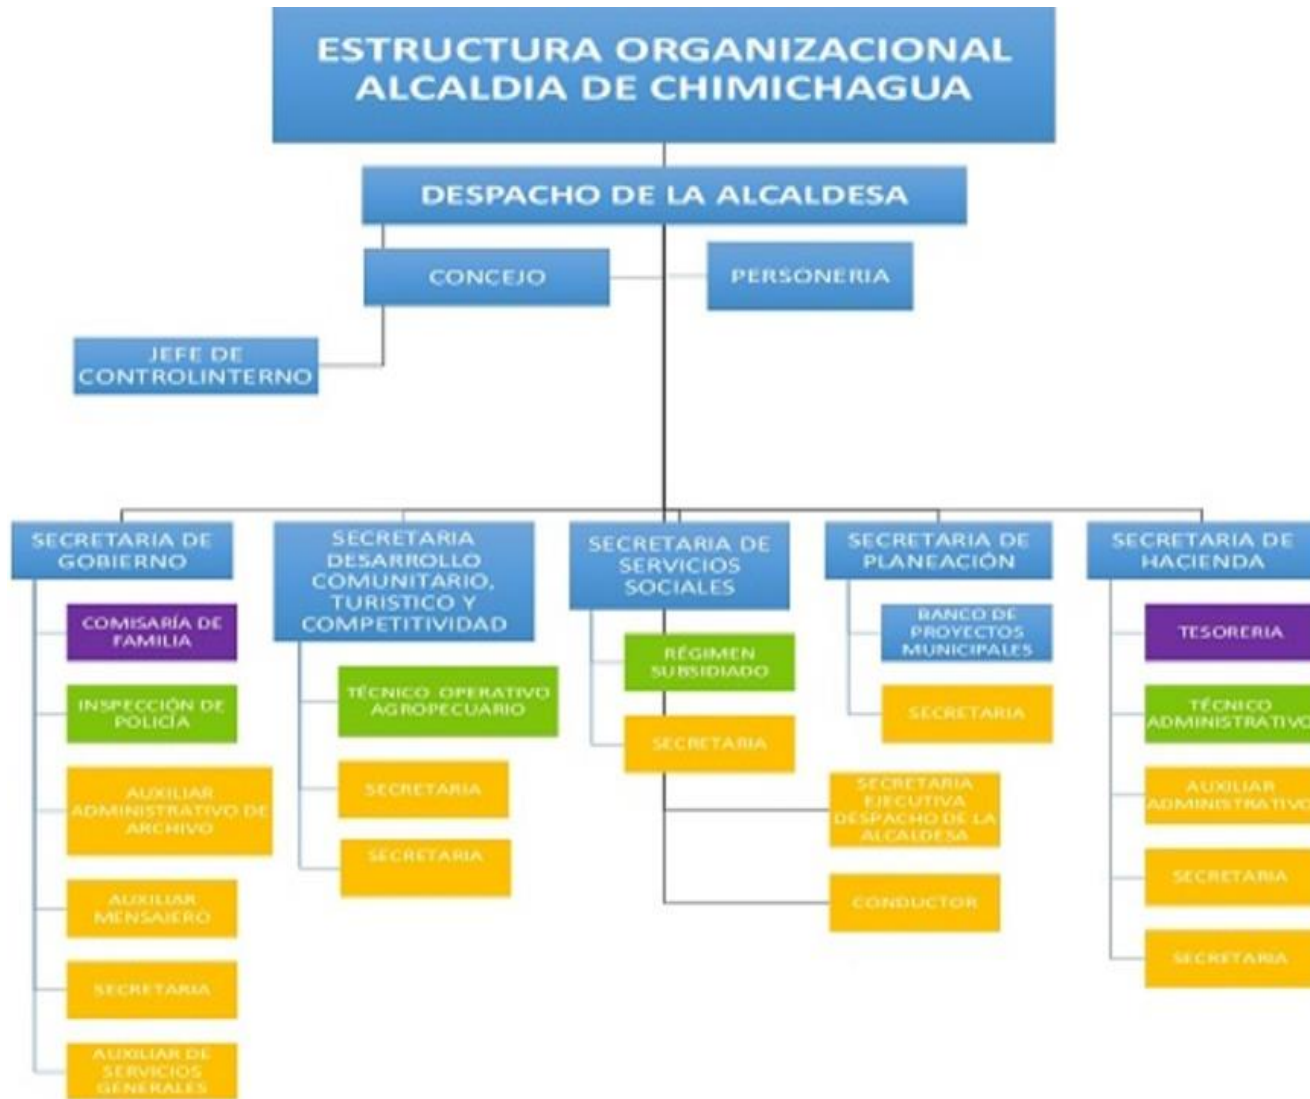 ESTRUCTURA ORGANIZACIONAL
ALCALDIA DE CHIMICHAGUA
DESPACHO DE LA ALCALDESA
CONCEJO
PERSONERIA
JEFE DE
CONTROLINTERNO
SECRETARIA DE
GOBIERNO
COMISARÍA DE
FAMILIA
INSPECCIÓN DE
POLICÍA
AUXILIAR
ADMINISTRATIVO DE
ARCHIVO
AUXILIAR
MENSAJERO
SECRETARIA
AUXILIAR DE
SERVICIOS
GENERALES
SECRETARIA
DESARROLLO
COMUNITARIO,
TURISTICO Y
COMPETITIVIDAD
TÉCNICO OPERATIVO
AGROPECUARIO
SECRETARIA
SECRETARIA
SECRETARIA DE
SERVICIOS
SOCIALES
RÉGIMEN
SUBSIDIADO
SECRETARIA
SECRETARIA
EJECUTIVA
DESPACHO DE LA
ALCALDESA
CONDUCTOR
SECRETARIA DE
PLANEACIÓN
BANCO DE
PROYECTOS
MUNICIPALES
SECRETARIA
SECRETARIA DE
HACIENDA
TESORERIA
TÉCNICO
ADMINISTRATIVO
AUXILIAR
ADMINISTRATIVO
SECRETARIA
SECRETARIA